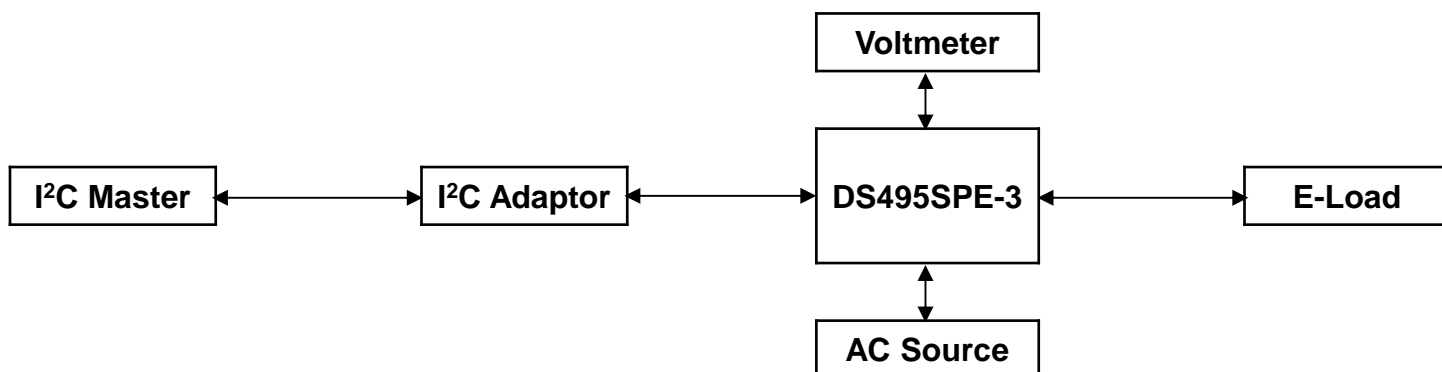 Voltmeter
I²C Master
I²C Adaptor
DS495SPE-3
E-Load
AC Source